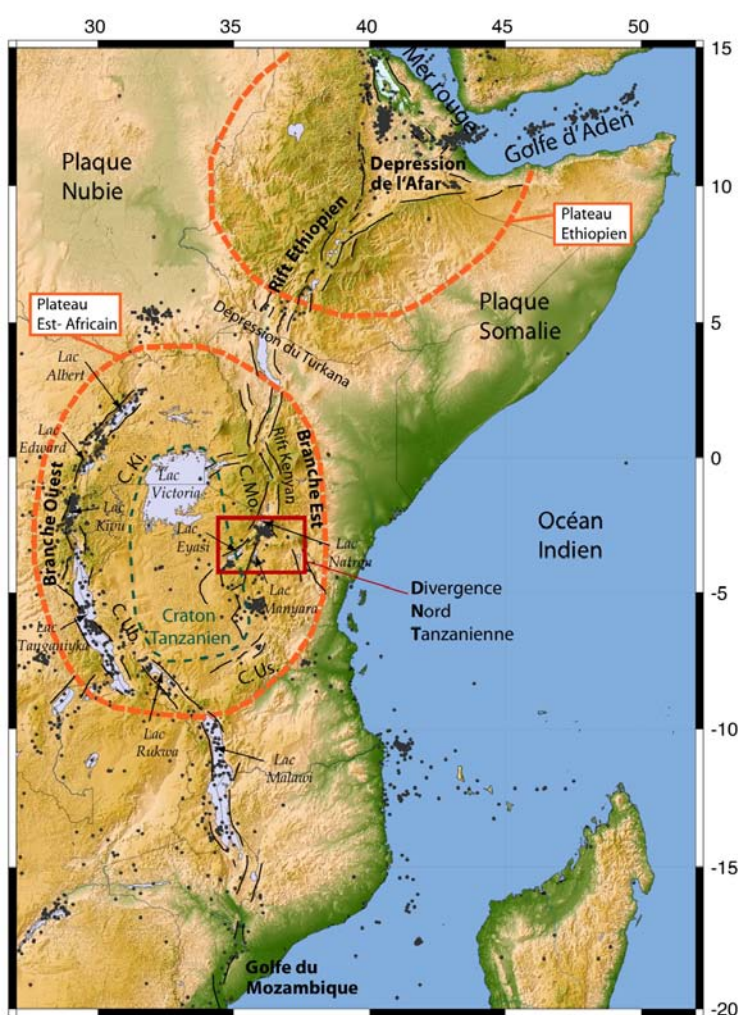 30
35
40
45
50
15
10
5
0
-5
-10
-15
-20
Mer rouge
Golfe d'Aden
Plaque
Nubie
Depression
de l'Afar
Plateau
Ethiopien
Rift Ethiopien
Plaque
Somalie
Plateau
Est- Africain
Dépression du Turkana
Lac
Albert
Lac
Edward
C.Ki.
Lac
Victoria
C.Mo.
Rift Kenyan
Branche Est
Branche Ouest
Lac
Kivu
Lac
Eyasi
Lac
Natron
Océan
Indien
Lac
Manyara
Divergence
Nord
Tanzanienne
Craton
Tanzanien
Lac
Tanganiyka
C.Ub.
C.Us.
Lac
Rukwa
Lac
Malawi
Golfe du
Mozambique